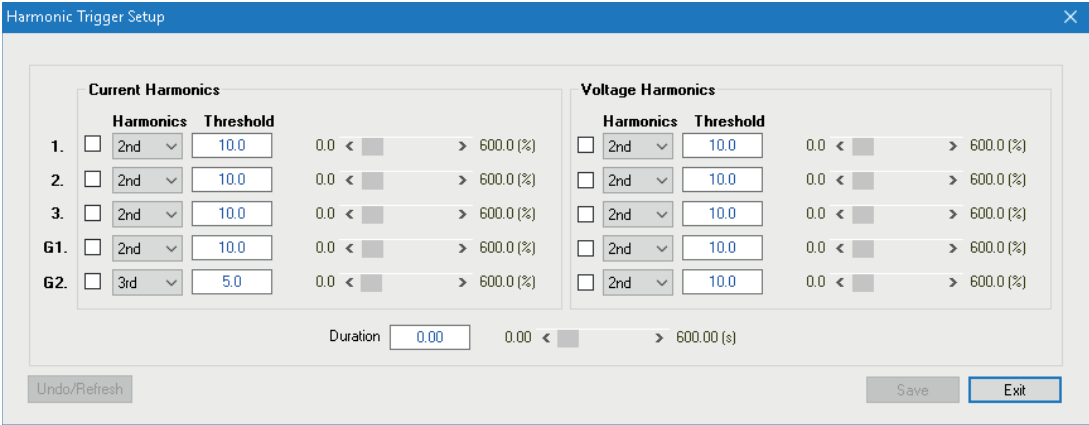 Harmonic Trigger Setup
Current Harmonics Voltage Harmonics
Harmonics Threshold Harmonics Threshold
1. 2nd 10.0 0.0 < > 600.0 (%) 2nd 10.0 0.0 < > 600.0 (%)
2. 2nd 10.0 0.0 < > 600.0 (%) 2nd 10.0 0.0 < > 600.0 (%)
3. 2nd 10.0 0.0 < > 600.0 (%) 2nd 10.0 0.0 < > 600.0 (%)
G1. 2nd 10.0 0.0 < > 600.0 (%) 2nd 10.0 0.0 < > 600.0 (%)
G2. 3rd 5.0 0.0 < > 600.0 (%) 2nd 10.0 0.0 < > 600.0 (%)
Duration 0.00 0.00 < > 600.00 (s)
Undo/Refresh Save Exit